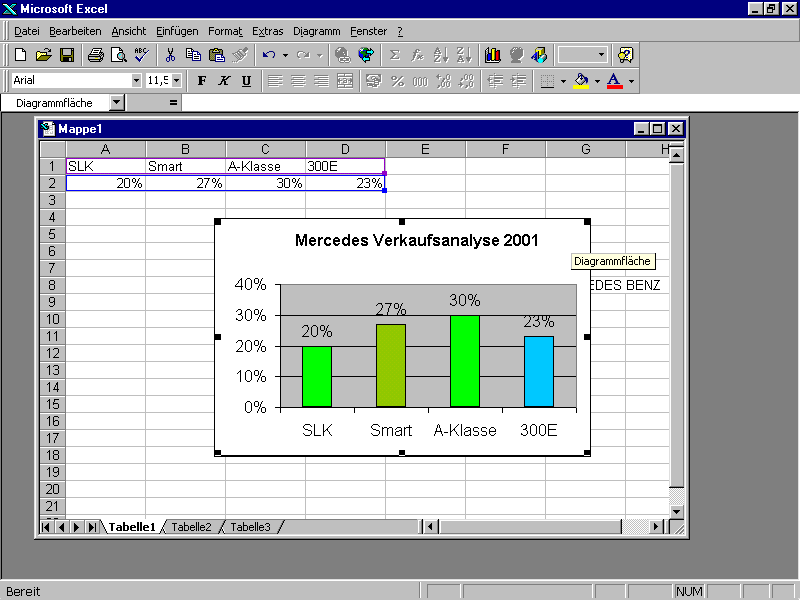 Microsoft Excel
Datei Bearbeiten Ansicht Einfügen Format Extras Diagramm Fenster ?
Arial 11,5 F K U
Diagrammfläche =
Mappe1
A B C D E F G H
1 SLK Smart A-Klasse 300E
2 20% 27% 30% 23%
3
4
5
6
7
8
9
10
11
12
13
14
15
16
17
18
19
20
21
Mercedes Verkaufsanalyse 2001
Diagrammfläche
EDES BENZ
40%
30%
20%
10%
0%
20% 27% 30% 23%
SLK Smart A-Klasse 300E
Tabelle1 Tabelle2 Tabelle3
Bereit NUM